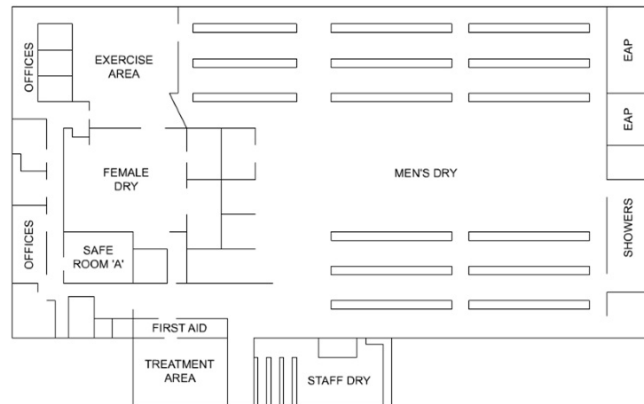 OFFICES
EXERCISE
AREA
EAP
EAP
FEMALE
DRY
MEN'S DRY
OFFICES
SAFE
ROOM 'A'
SHOWERS
FIRST AID
TREATMENT
AREA
STAFF DRY